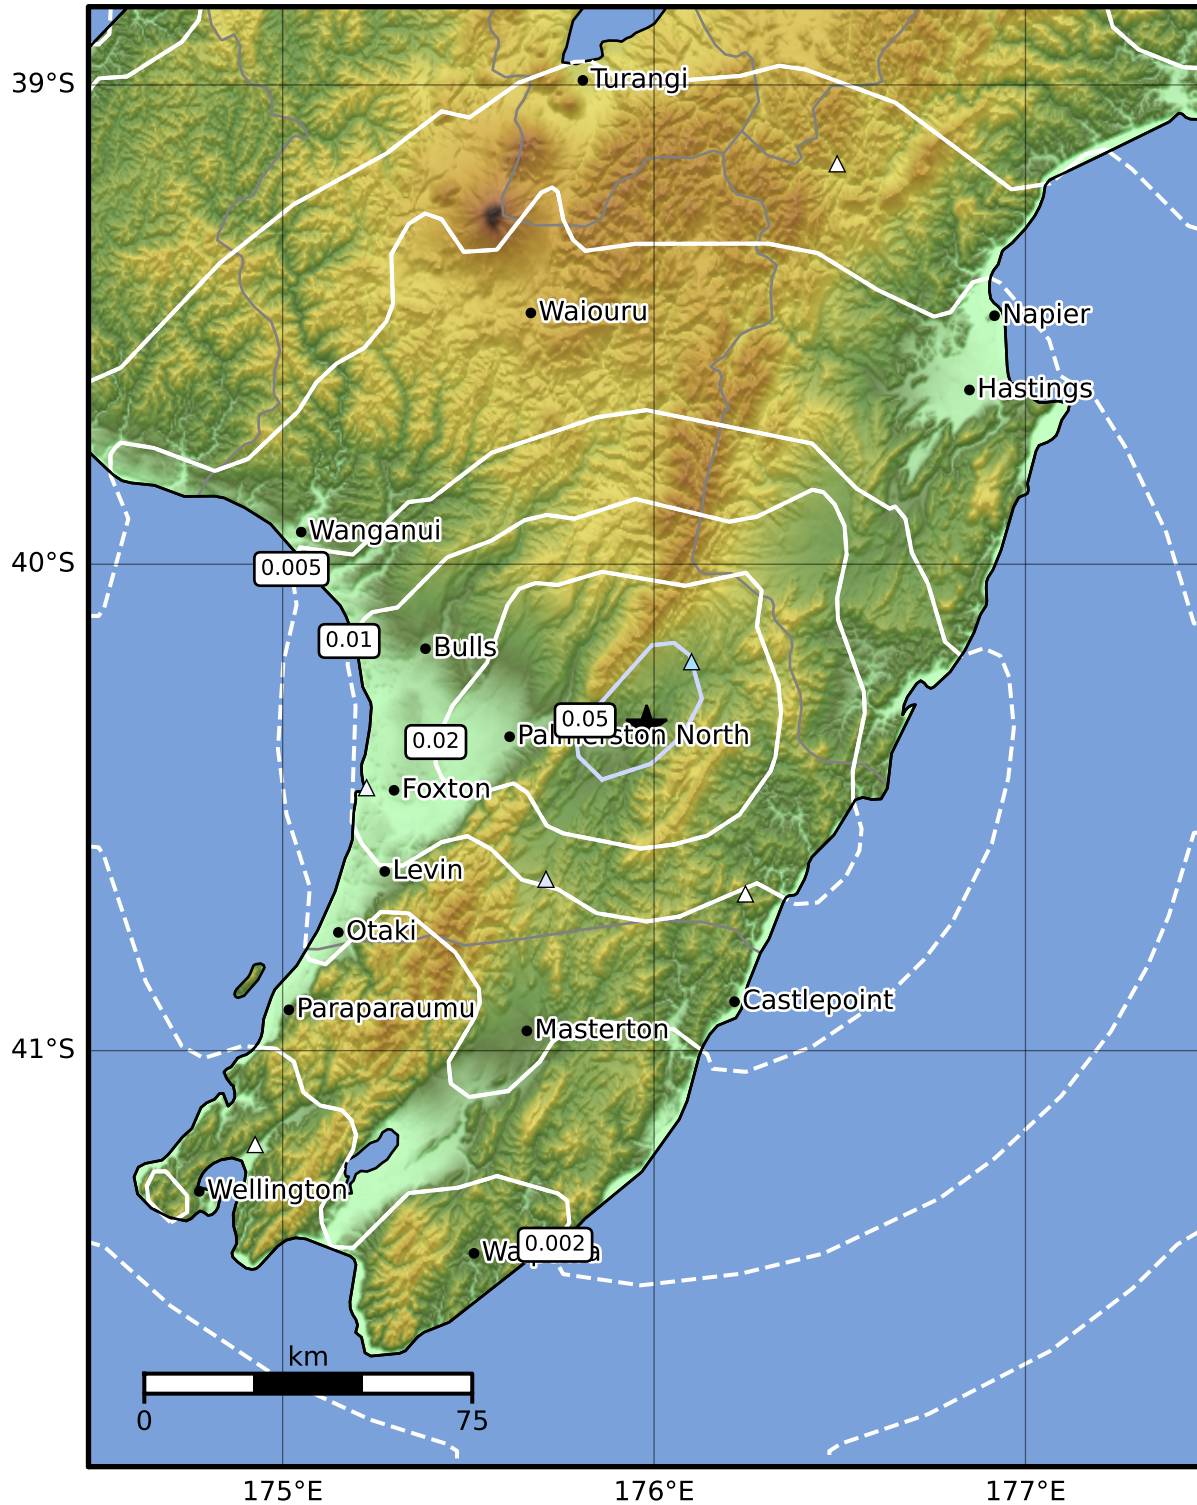 39°S
Turangi
Waiouru
Napier
Hastings
Wanganui
40°S
0.005
0.01
Bulls
0.05
0.02
Palmerston North
Foxton
Levin
Otaki
Castlepoint
Paraparaumu
Masterton
41°S
Wellington
0.002
km
0
75
175°E
176°E
177°E